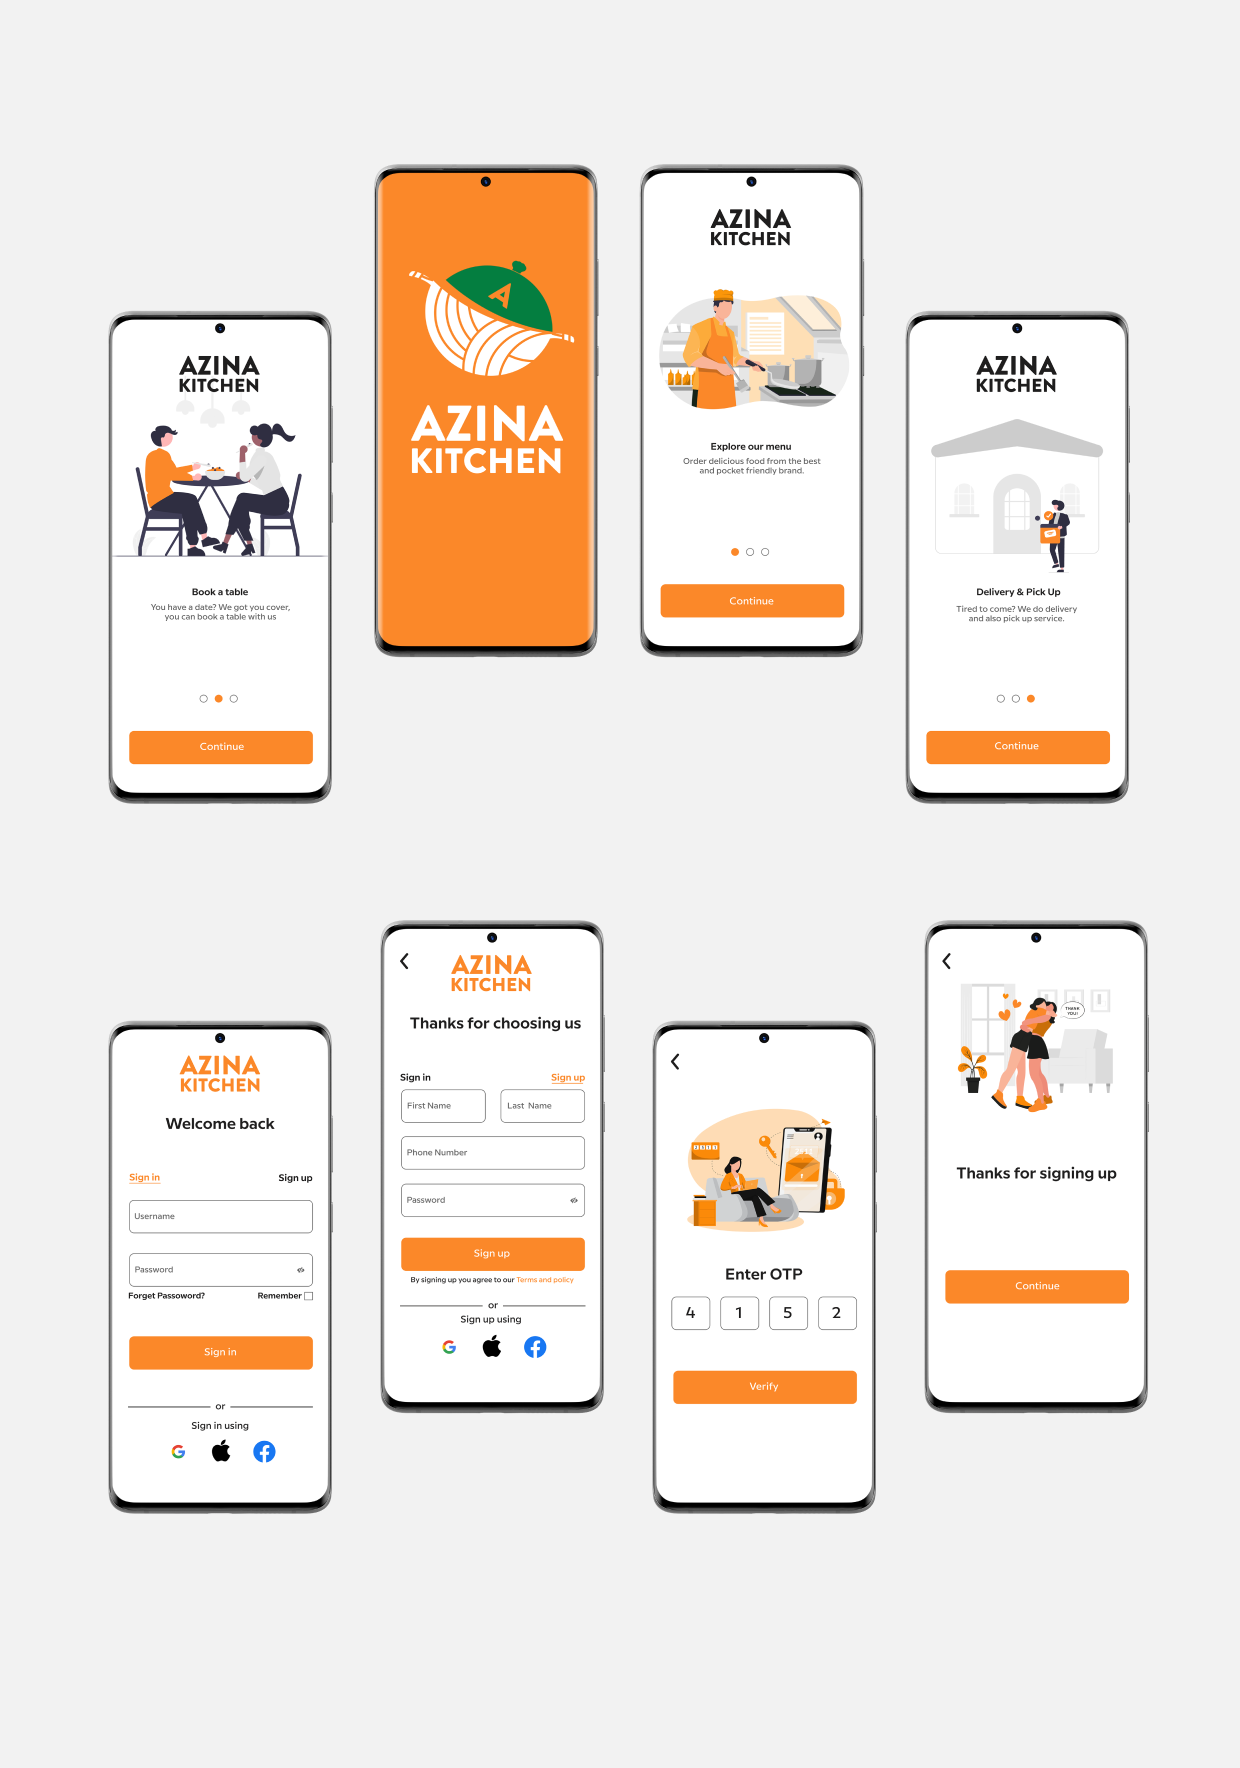 AZINA
KITCHEN
Book a table
You have a date? We got you cover,
you can book a table with us
Continue
A
AZINA
KITCHEN
AZINA
KITCHEN
Explore our menu
Order delicious food from the best
and pocket friendly brand.
Continue
AZINA
KITCHEN
Delivery & Pick Up
Tired to come? We do delivery
and also pick up service.
Continue
AZINA
KITCHEN
Welcome back
Sign in Sign up
Username
Password
Forget Passoword? Remember
Sign in
or
Sign in using
AZINA
KITCHEN
Thanks for choosing us
Sign in Sign up
First Name Last Name
Phone Number
Password
Sign up
By signing up you agree to our Terms and policy
or
Sign up using
Enter OTP
4 1 5 2
Verify
THANK
YOU!
Thanks for signing up
Continue